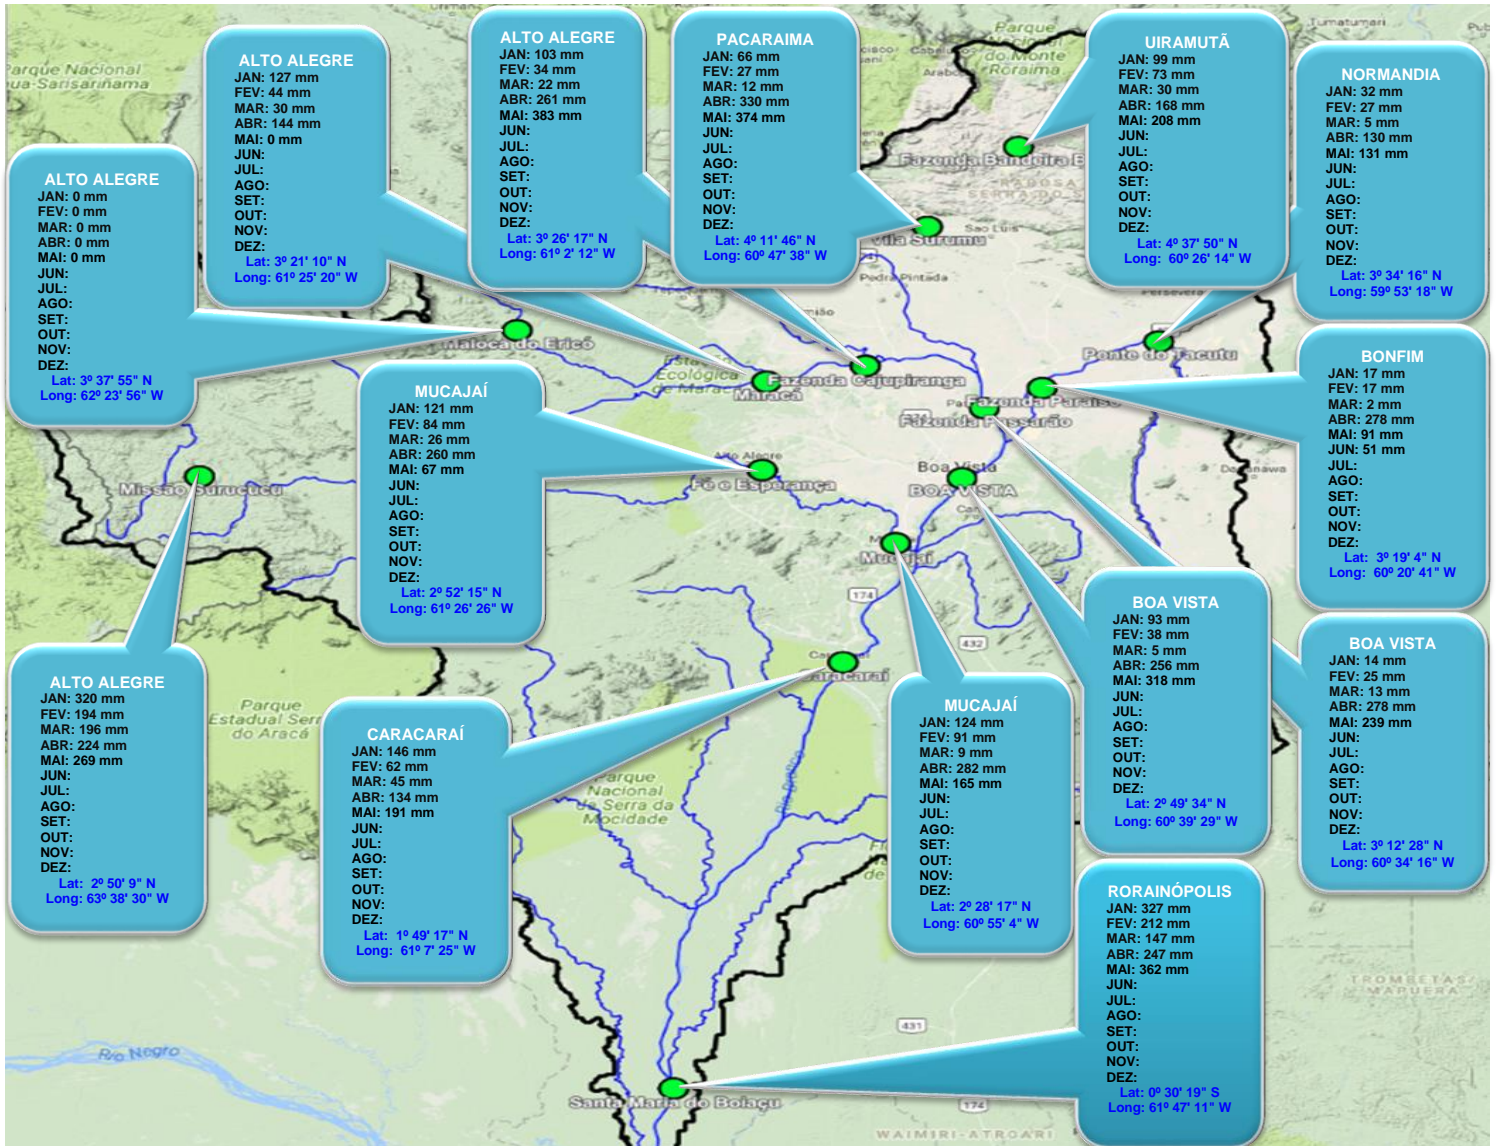 ALTO ALEGRE
JAN: 0 mm
FEV: 0 mm
MAR: 0 mm
ABR: 0 mm
MAI: 0 mm
JUN:
JUL:
AGO:
SET:
OUT:
NOV:
DEZ:
Lat: 3º 37' 55" N
Long: 62º 23' 56" W
ALTO ALEGRE
JAN: 127 mm
FEV: 44 mm
MAR: 30 mm
ABR: 144 mm
MAI: 0 mm
JUN:
JUL:
AGO:
SET:
OUT:
NOV:
DEZ:
Lat: 3º 21' 10" N
Long: 61º 25' 20" W
ALTO ALEGRE
JAN: 103 mm
FEV: 34 mm
MAR: 22 mm
ABR: 261 mm
MAI: 383 mm
JUN:
JUL:
AGO:
SET:
OUT:
NOV:
DEZ:
Lat: 3º 26' 17" N
Long: 61º 2' 12" W
PACARAIMA
JAN: 66 mm
FEV: 27 mm
MAR: 12 mm
ABR: 330 mm
MAI: 374 mm
JUN:
JUL:
AGO:
SET:
OUT:
NOV:
DEZ:
Lat: 4º 11' 46" N
Long: 60º 47' 38" W
UIRAMUTÃ
JAN: 99 mm
FEV: 73 mm
MAR: 30 mm
ABR: 168 mm
MAI: 208 mm
JUN:
JUL:
AGO:
SET:
OUT:
NOV:
DEZ:
Lat: 4º 37' 50" N
Long: 60º 26' 14" W
NORMANDIA
JAN: 32 mm
FEV: 27 mm
MAR: 5 mm
ABR: 130 mm
MAI: 131 mm
JUN:
JUL:
AGO:
SET:
OUT:
NOV:
DEZ:
Lat: 3º 34' 16" N
Long: 59º 53' 18" W
MUCAJAÍ
JAN: 121 mm
FEV: 84 mm
MAR: 26 mm
ABR: 260 mm
MAI: 67 mm
JUN:
JUL:
AGO:
SET:
OUT:
NOV:
DEZ:
Lat: 2º 52' 15" N
Long: 61º 26' 26" W
BONFIM
JAN: 17 mm
FEV: 17 mm
MAR: 2 mm
ABR: 278 mm
MAI: 91 mm
JUN: 51 mm
JUL:
AGO:
SET:
OUT:
NOV:
DEZ:
Lat: 3º 19' 4" N
Long: 60º 20' 41" W
ALTO ALEGRE
JAN: 320 mm
FEV: 194 mm
MAR: 196 mm
ABR: 224 mm
MAI: 269 mm
JUN:
JUL:
AGO:
SET:
OUT:
NOV:
DEZ:
Lat: 2º 50' 9" N
Long: 63º 38' 30" W
CARACARAÍ
JAN: 146 mm
FEV: 62 mm
MAR: 45 mm
ABR: 134 mm
MAI: 191 mm
JUN:
JUL:
AGO:
SET:
OUT:
NOV:
DEZ:
Lat: 1º 49' 17" N
Long: 61º 7' 25" W
MUCAJAÍ
JAN: 124 mm
FEV: 91 mm
MAR: 9 mm
ABR: 282 mm
MAI: 165 mm
JUN:
JUL:
AGO:
SET:
OUT:
NOV:
DEZ:
Lat: 2º 28' 17" N
Long: 60º 55' 4" W
BOA VISTA
JAN: 93 mm
FEV: 38 mm
MAR: 5 mm
ABR: 256 mm
MAI: 318 mm
JUN:
JUL:
AGO:
SET:
OUT:
NOV:
DEZ:
Lat: 2º 49' 34" N
Long: 60º 39' 29" W
BOA VISTA
JAN: 14 mm
FEV: 25 mm
MAR: 13 mm
ABR: 278 mm
MAI: 239 mm
JUN:
JUL:
AGO:
SET:
OUT:
NOV:
DEZ:
Lat: 3º 12' 28" N
Long: 60º 34' 16" W
RORAINÓPOLIS
JAN: 327 mm
FEV: 212 mm
MAR: 147 mm
ABR: 247 mm
MAI: 362 mm
JUN:
JUL:
AGO:
SET:
OUT:
NOV:
DEZ:
Lat: 0º 30' 19" S
Long: 61º 47' 11" W
Parque Nacional
Parque
do Monte
Roraima
Tumatumari
Fazenda Bandeira
Vila Surumu
Sao Luis
Pedra Pintada
Maloca do Ericó
Estação
Ecológica
de Maracá
Maracá
Fazenda Cajupiranga
Ponte do Tacutu
Fazenda Paraíso
Fazenda Passarão
Missão Surucucu
Alto Alegre
Fé e Esperança
Boa Vista
BOA VISTA
Mucajaí
174
432
Caracaraí
Parque
Estadual Serra
do Aracá
Parque
Nacional
da Serra da
Mocidade
Rio Branco
Rio Negro
431
174
Santa Maria do Boiaçu
TROMBETAS/
MAPUERA
WAIMIRI-ATROARI